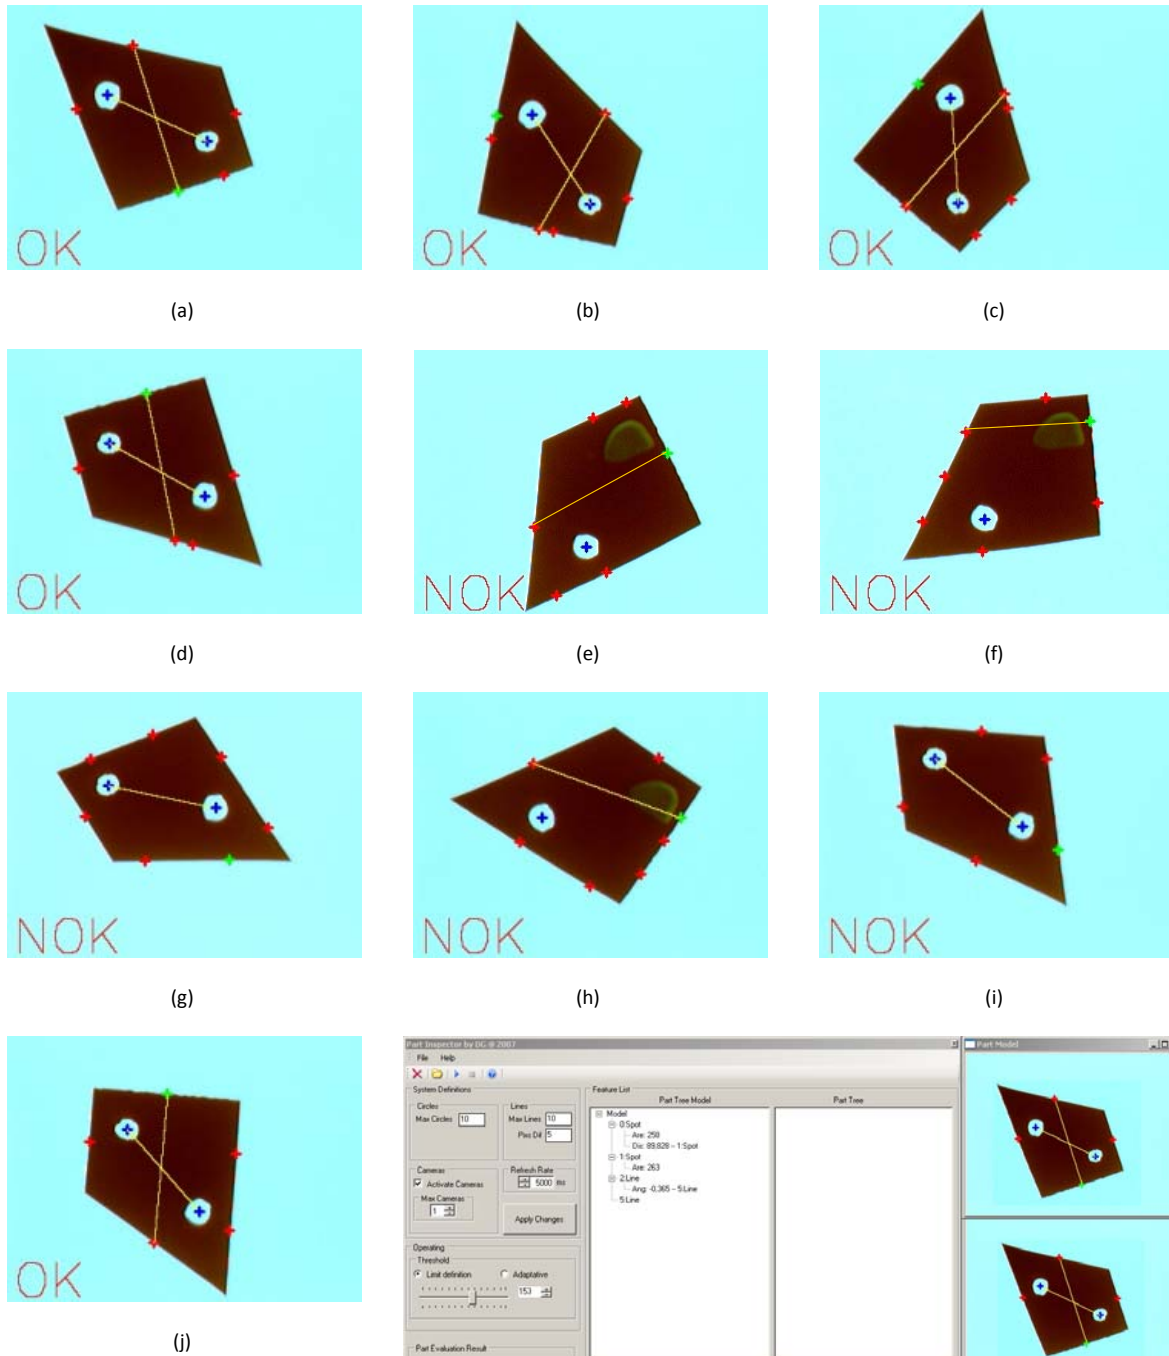 OK
OK
OK
(a)
(b)
(c)
OK
NOK
NOK
(d)
(e)
(f)
NOK
NOK
NOK
(g)
(h)
(i)
OK
(j)
Part Inspector by DG @ 2007
Part Model
File Help
System Definitions
Feature List
Circles
Max Circles 10
Lines
Max Lines 10
Pixs Dif 5
Part Tree Model
Part Tree
Model
0:Spot
Are: 258
Dis: 89,828 – 1:Spot
1:Spot
Are: 263
2:Line
Ang: -0,365 – 5:Line
5:Line
Cameras
Activate Cameras
Max Cameras
1
Refresh Rate
5000 ms
Apply Changes
Operating
Threshold
Limit definition
Adaptative
153
Part Evaluation Result